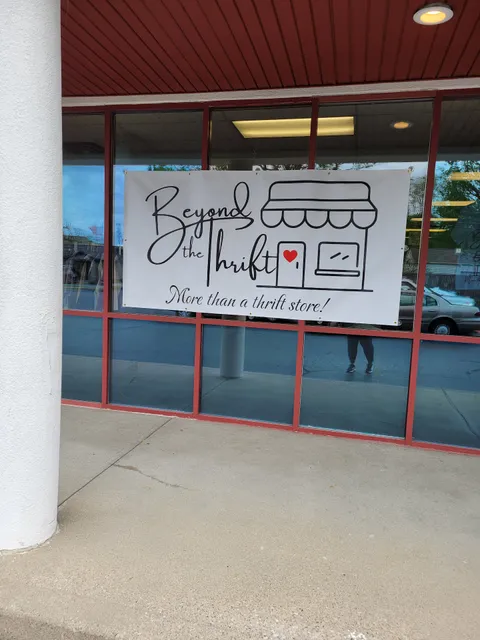 Beyond
the Thrift
More than a thrift store!